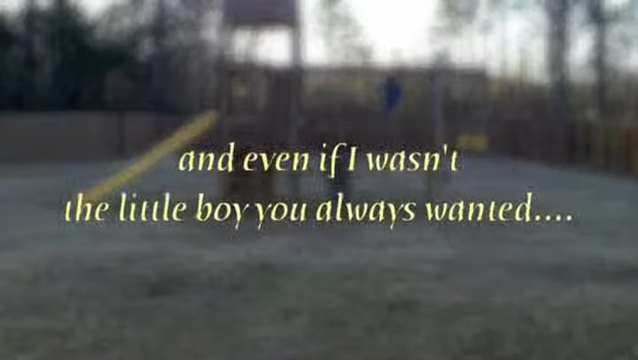 and even if I wasn't
the little boy you always wanted....